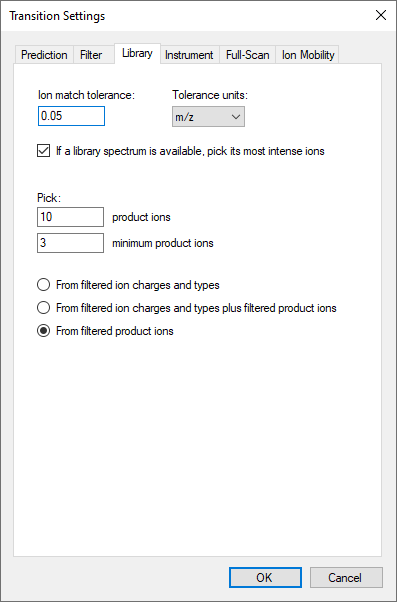 Transition Settings
Prediction Filter Library Instrument Full-Scan Ion Mobility
Ion match tolerance: Tolerance units:
0.05 m/z
If a library spectrum is available, pick its most intense ions
Pick:
10 product ions
3 minimum product ions
From filtered ion charges and types
From filtered ion charges and types plus filtered product ions
From filtered product ions
OK Cancel